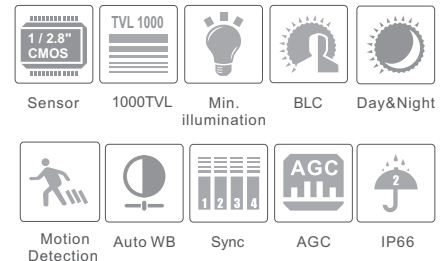 1 / 2.8"
CMOS
TVL 1000
Sensor
1000TVL
Min.
illumination
BLC
Day&Night
1 2 3 4
AGC
2
Motion
Detection
Auto WB
Sync
AGC
IP66